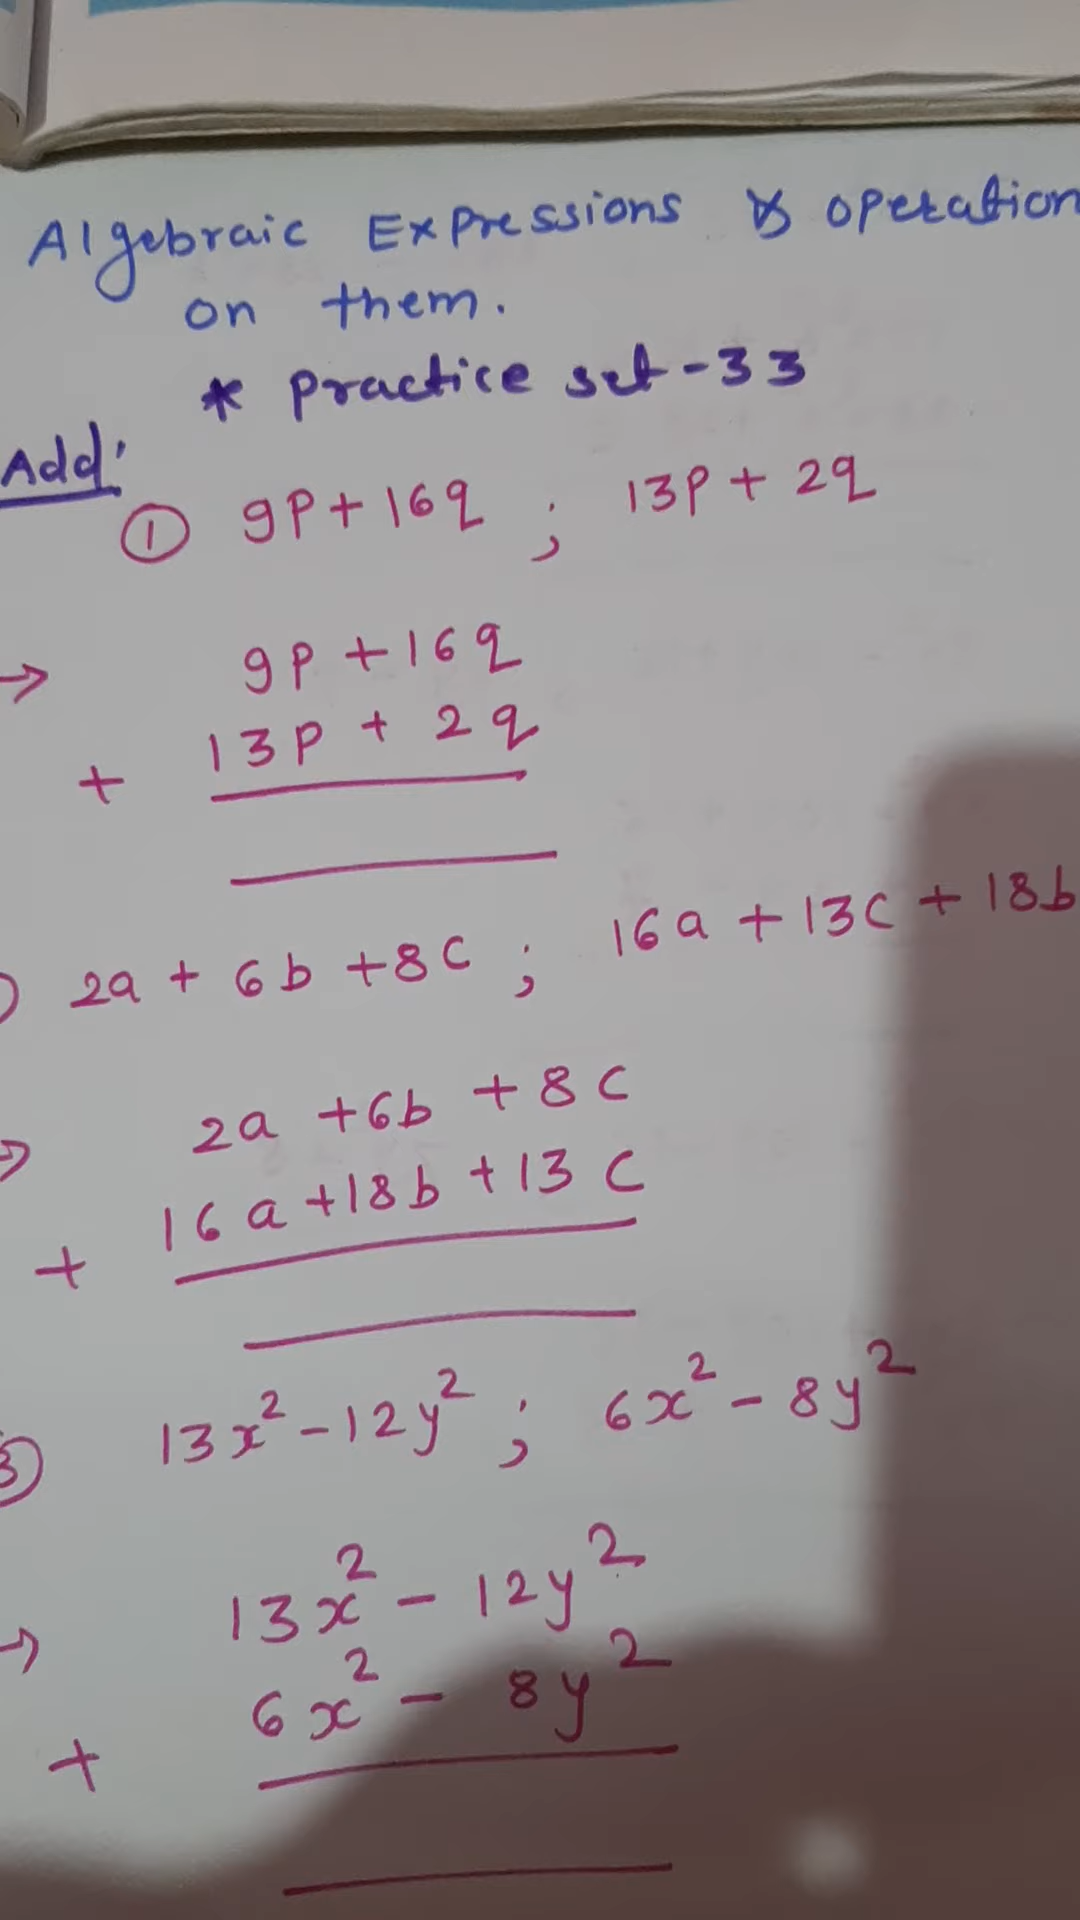 Algebraic Expressions & operation
on them.
* Practice set-33
Add:
① 9p + 16q ; 13p + 2q
→ 9p + 16q
+ 13p + 2q
2a + 6b + 8c ; 16a + 13c + 18b
→ 2a + 6b + 8c
+ 16a + 18b + 13c
③ 13x² - 12y² ; 6x² - 8y²
→ 13x² - 12y²
+ 6x² - 8y²